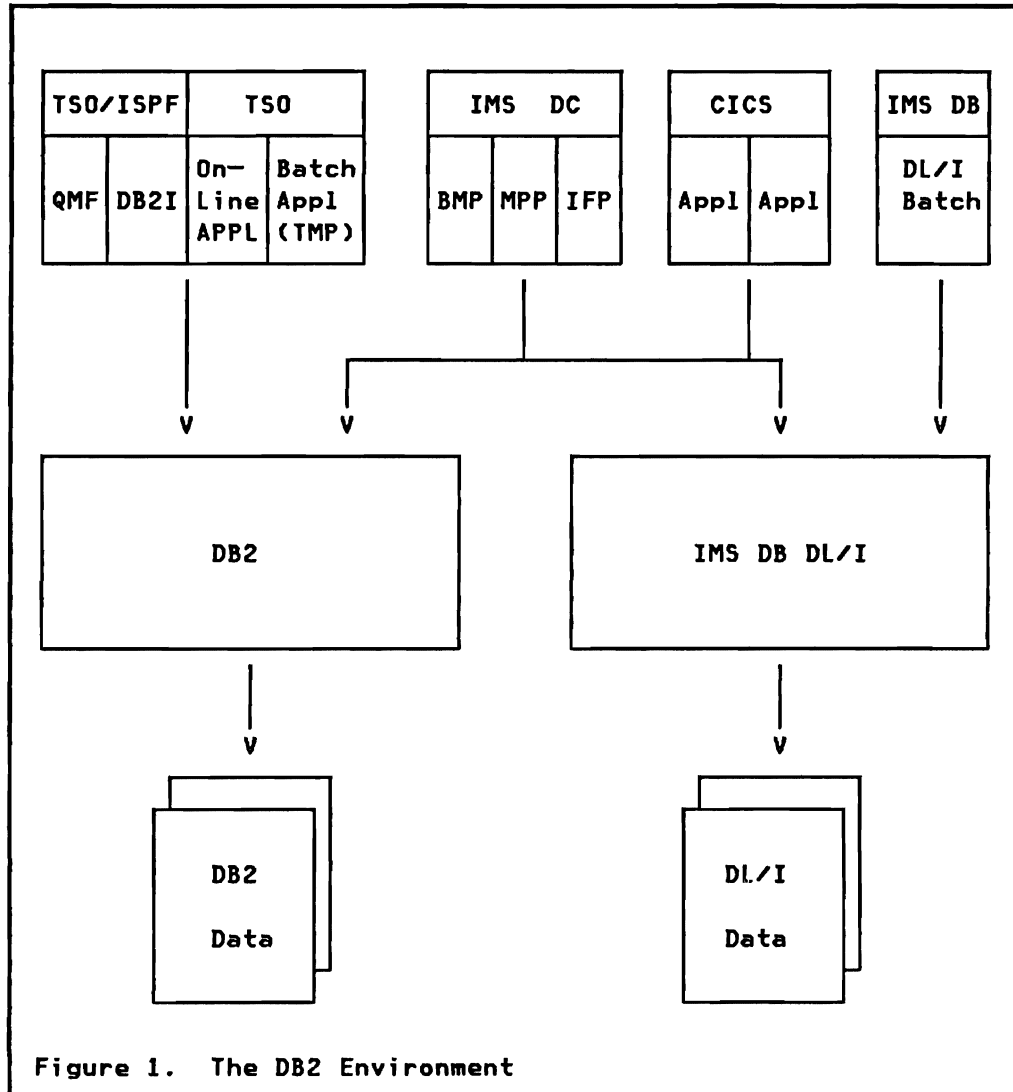 TSO/ISPF TSO IMS DC CICS IMS DB
QMF DB2I On-Line APPL Batch Appl (TMP) BMP MPP IFP Appl Appl DL/I Batch
V V V V
DB2 IMS DB DL/I
V V
DB2 DL/I
Data Data
Figure 1. The DB2 Environment